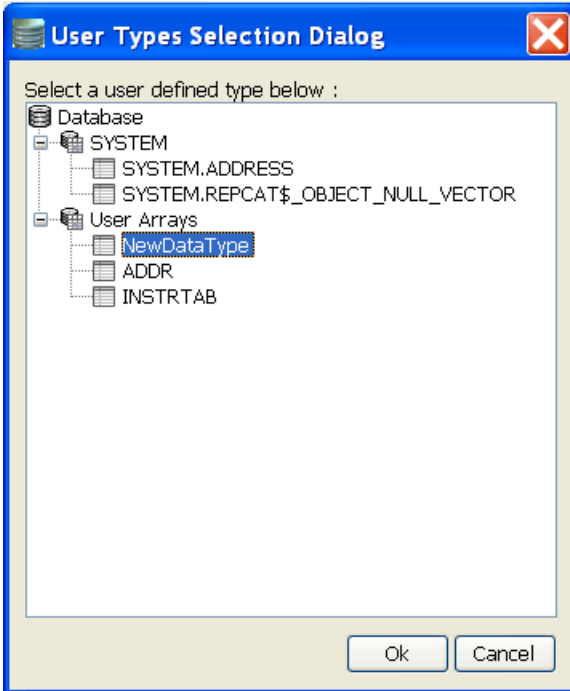 User Types Selection Dialog
Select a user defined type below :
Database
SYSTEM
SYSTEM.ADDRESS
SYSTEM.REPCAT$_OBJECT_NULL_VECTOR
User Arrays
NewDataType
ADDR
INSTRTAB
Ok Cancel